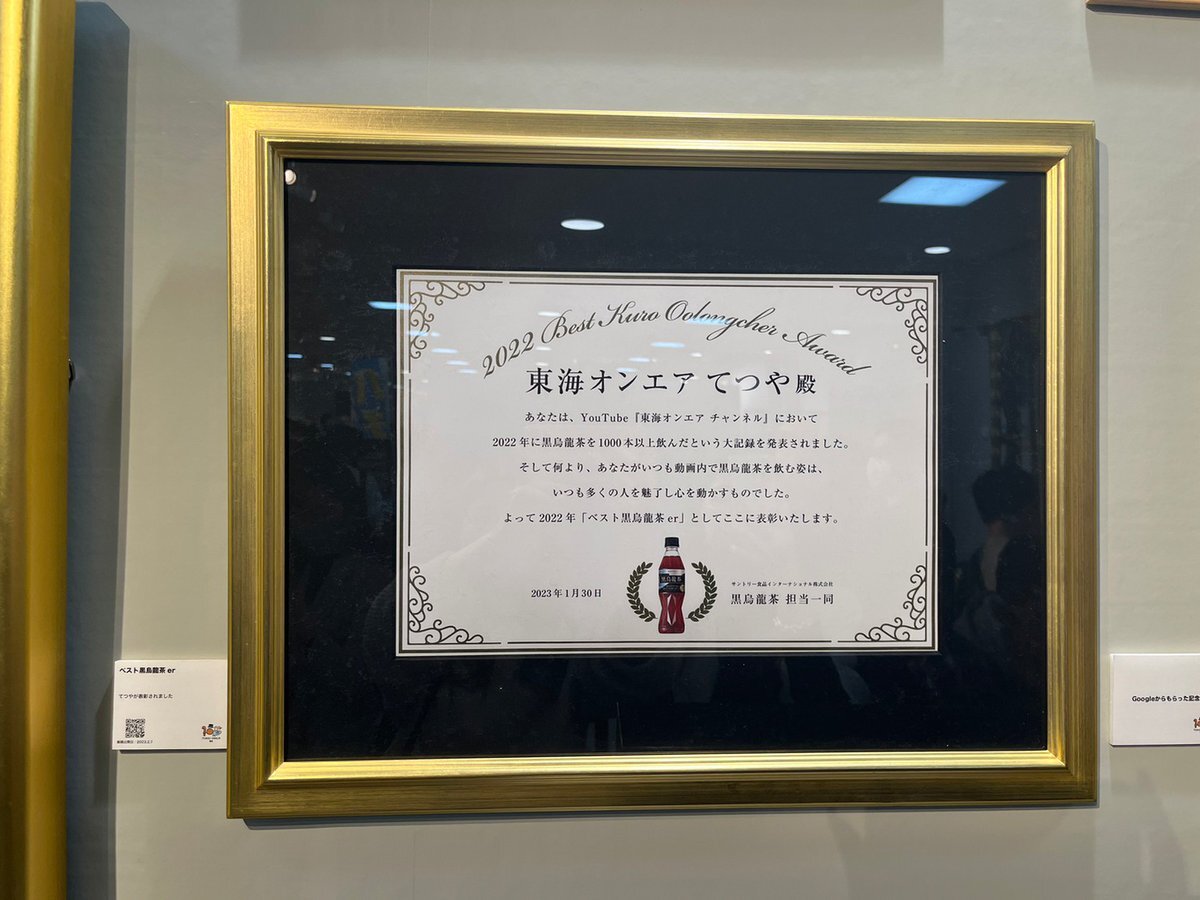 2022 Best Kuro Oolongcher Award
東海オンエア てつや殿
あなたは、YouTube『東海オンエア チャンネル』において
2022年に黒烏龍茶を1000本以上飲んだという大記録を発表されました。
そして何より、あなたがいつも動画内で黒烏龍茶を飲む姿は、
いつも多くの人を魅了し心を動かすものでした。
よって2022年「ベスト黒烏龍茶er」としてここに表彰いたします。
2023年1月30日
黒烏龍茶
サントリー食品インターナショナル株式会社
黒烏龍茶 担当一同
ベスト黒烏龍茶 er
てつやが表彰されました
Googleからもらった記念